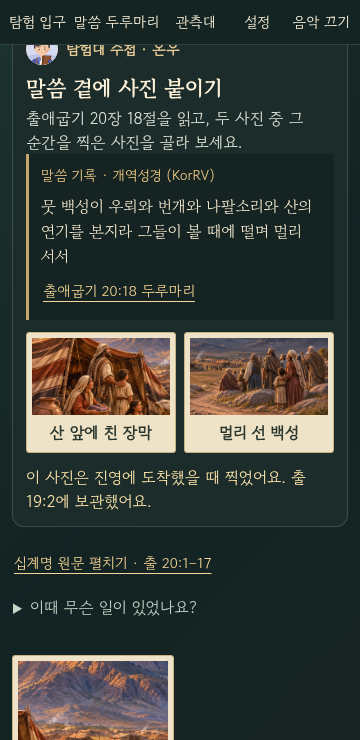 탐험 입구 말씀 두루마리 관측대 설정 음악 끄기
탐험대 수첩 · 온우
말씀 곁에 사진 붙이기
출애굽기 20장 18절을 읽고, 두 사진 중 그
순간을 찍은 사진을 골라 보세요.
말씀 기록 · 개역성경 (KorRV)
뭇 백성이 우뢰와 번개와 나팔소리와 산의
연기를 본지라 그들이 볼 때에 떨며 멀리
서서
출애굽기 20:18 두루마리
산 앞에 친 장막
멀리 선 백성
이 사진은 진영에 도착했을 때 찍었어요. 출
19:2에 보관했어요.
십계명 원문 펼치기 · 출 20:1–17
▶ 이때 무슨 일이 있었나요?